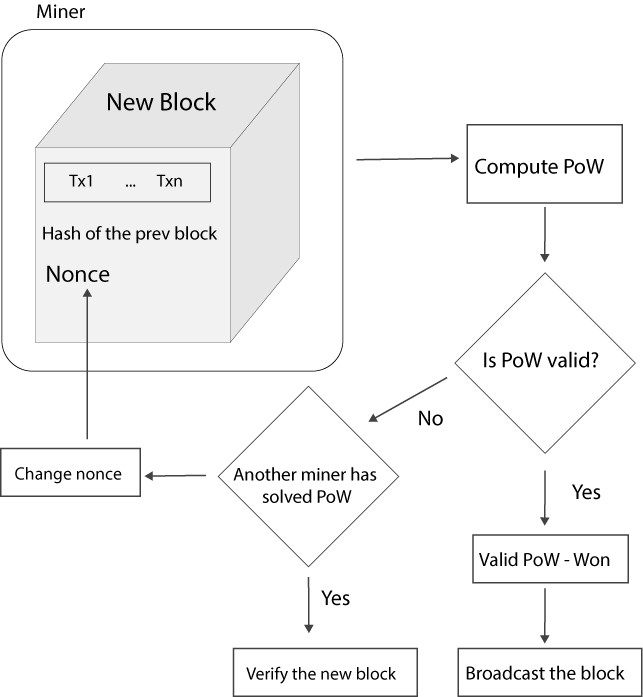 Miner
New Block
Tx1 ... Txn
Hash of the prev block
Nonce
Compute PoW
Is PoW valid?
No
Yes
Another miner has
solved PoW
Change nonce
Valid PoW - Won
Yes
Verify the new block
Broadcast the block